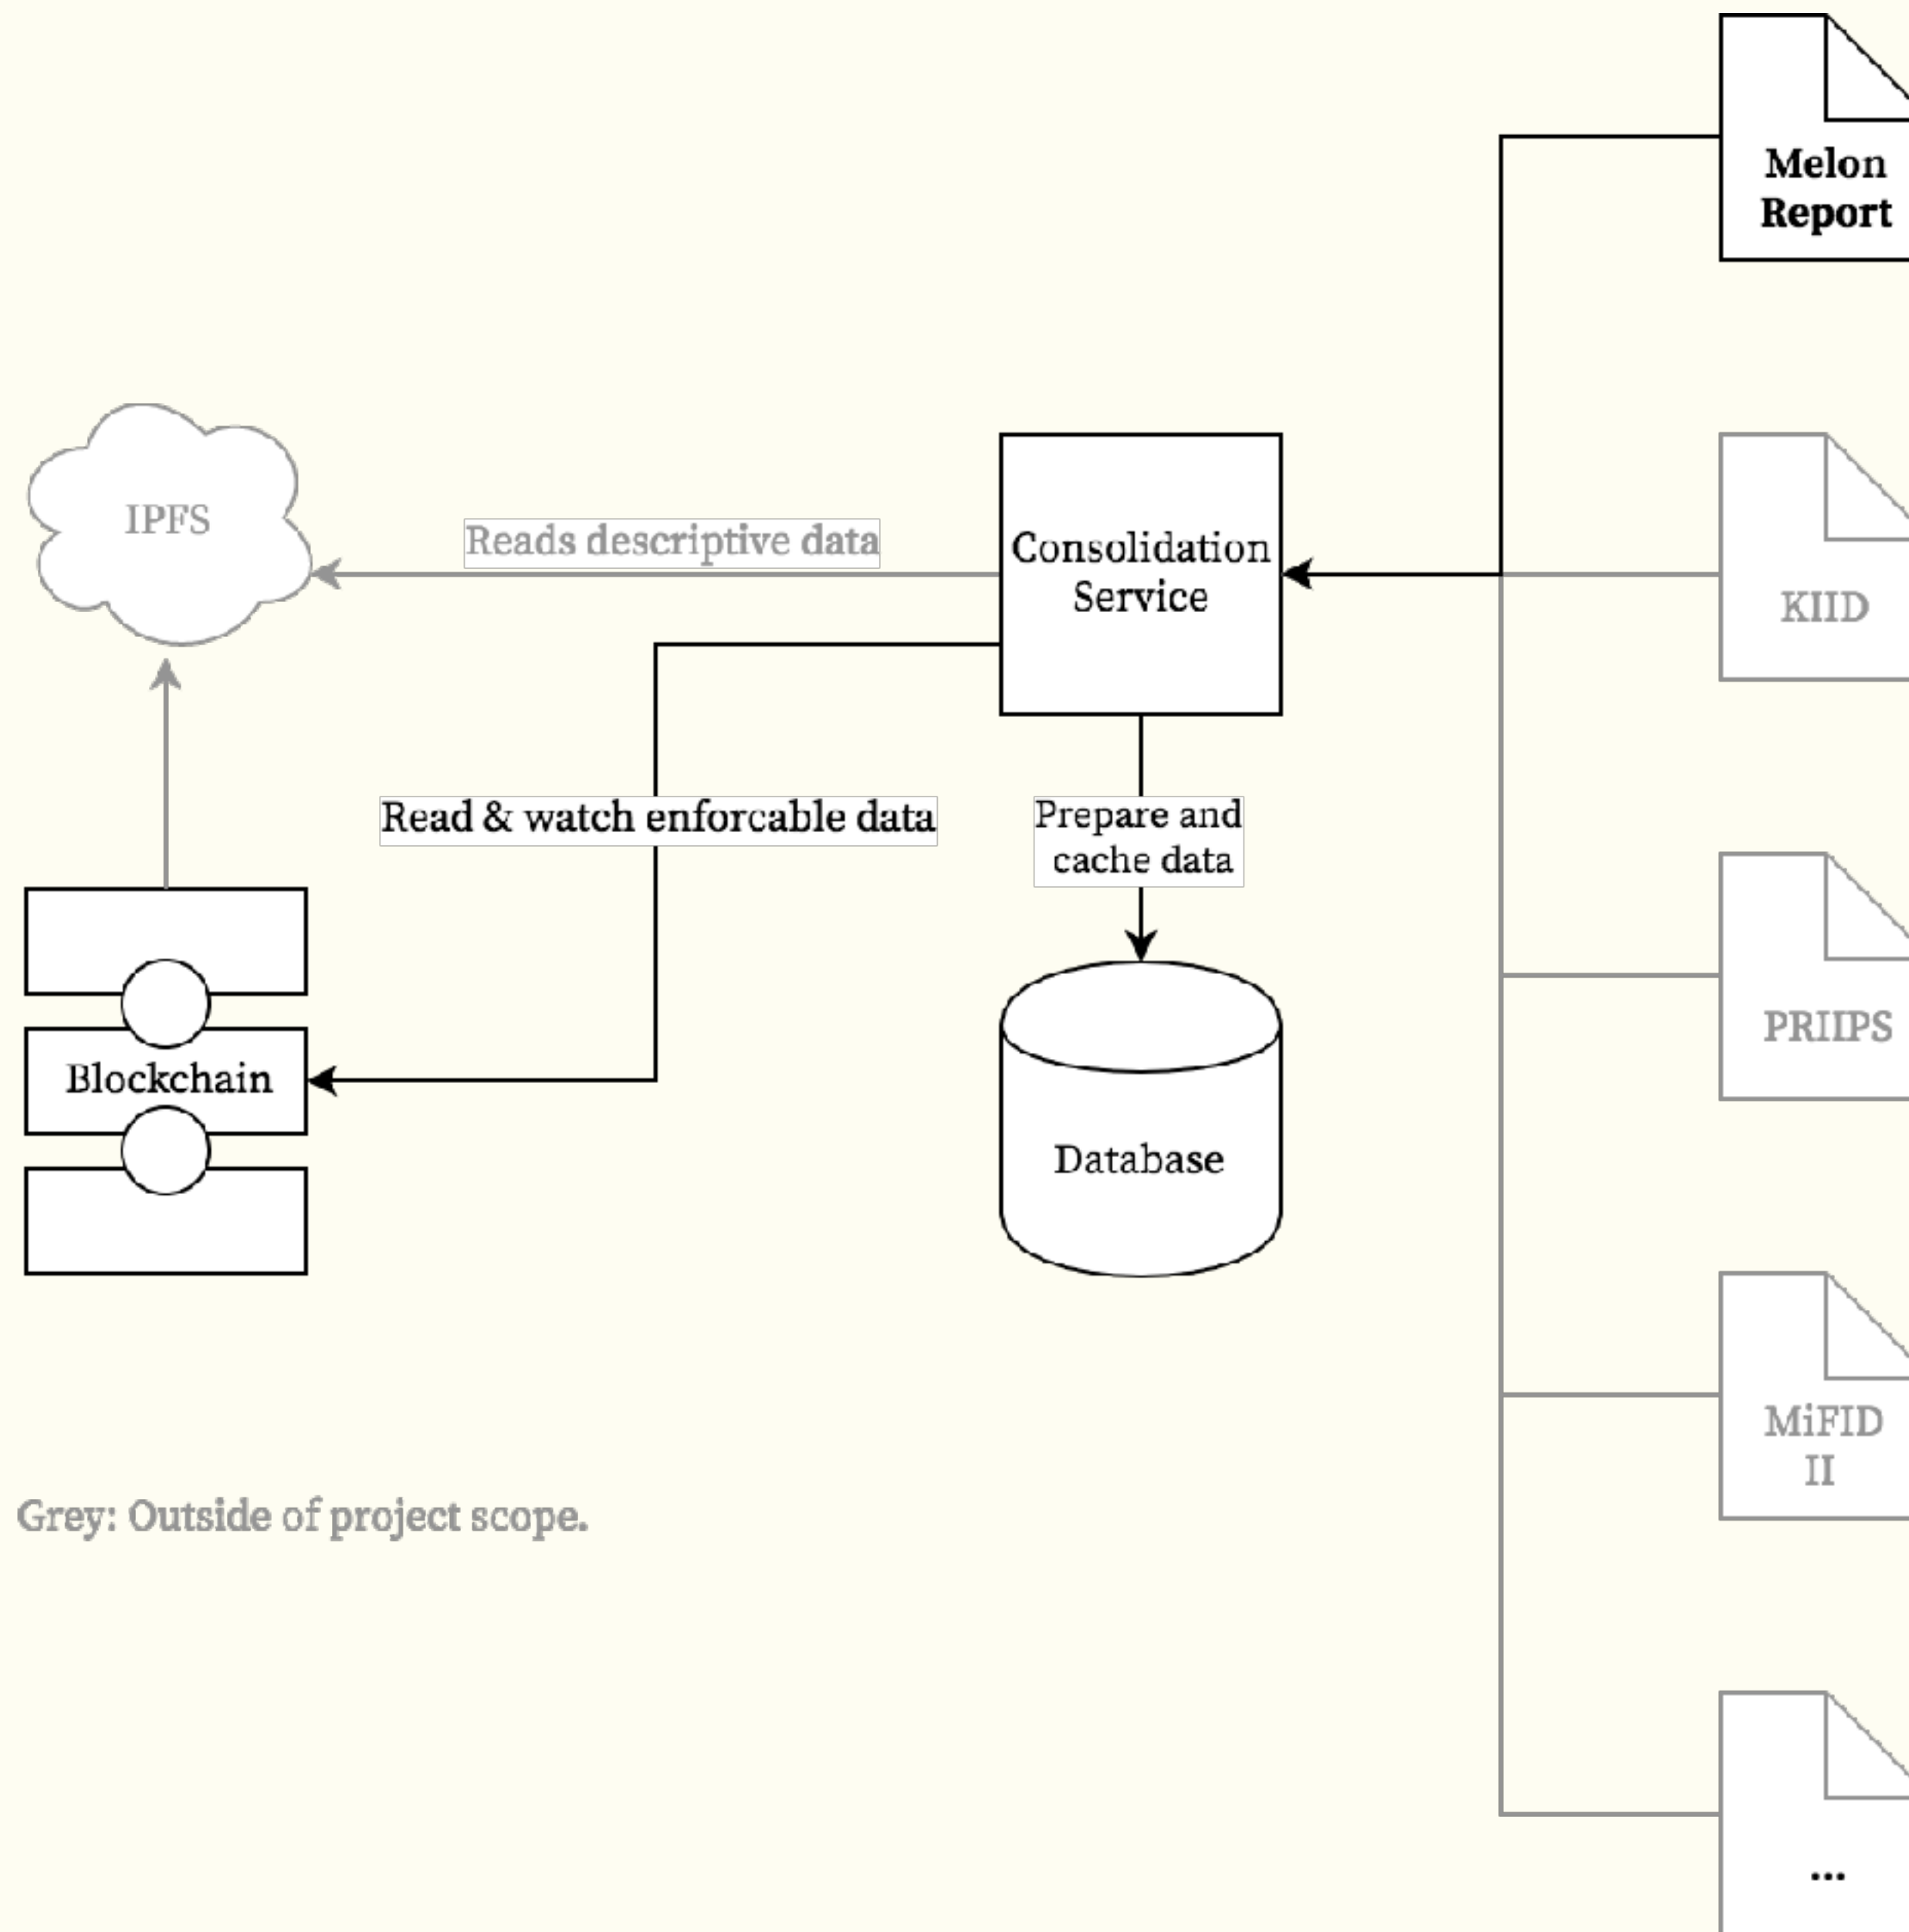 Melon
Report
IPFS
Reads descriptive data
Consolidation
Service
KIID
Read & watch enforcable data
Prepare and
cache data
PRIIPS
Blockchain
Database
MiFID
II
Grey: Outside of project scope.
...